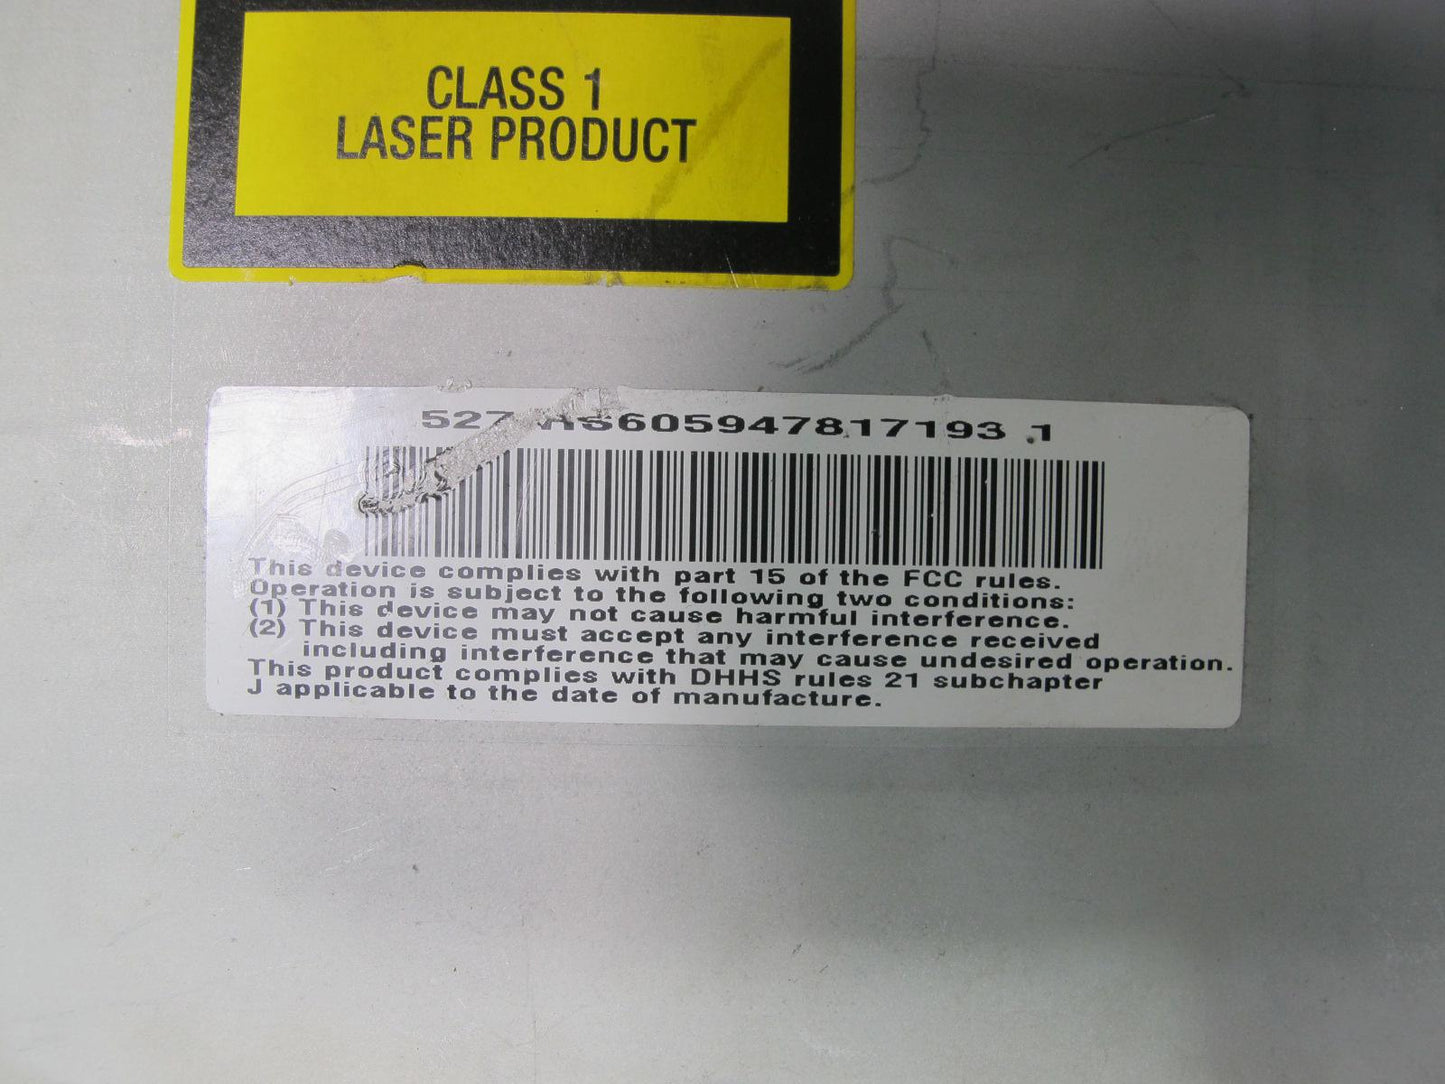 CLASS 1
LASER PRODUCT
605947817193 1
This device complies with part 15 of the FCC rules.
Operation is subject to the following two conditions:
(1) This device may not cause harmful interference.
(2) This device must accept any interference received
including interference that may cause undesired operation.
This product complies with DHHS rules 21 subchapter
J applicable to the date of manufacture.